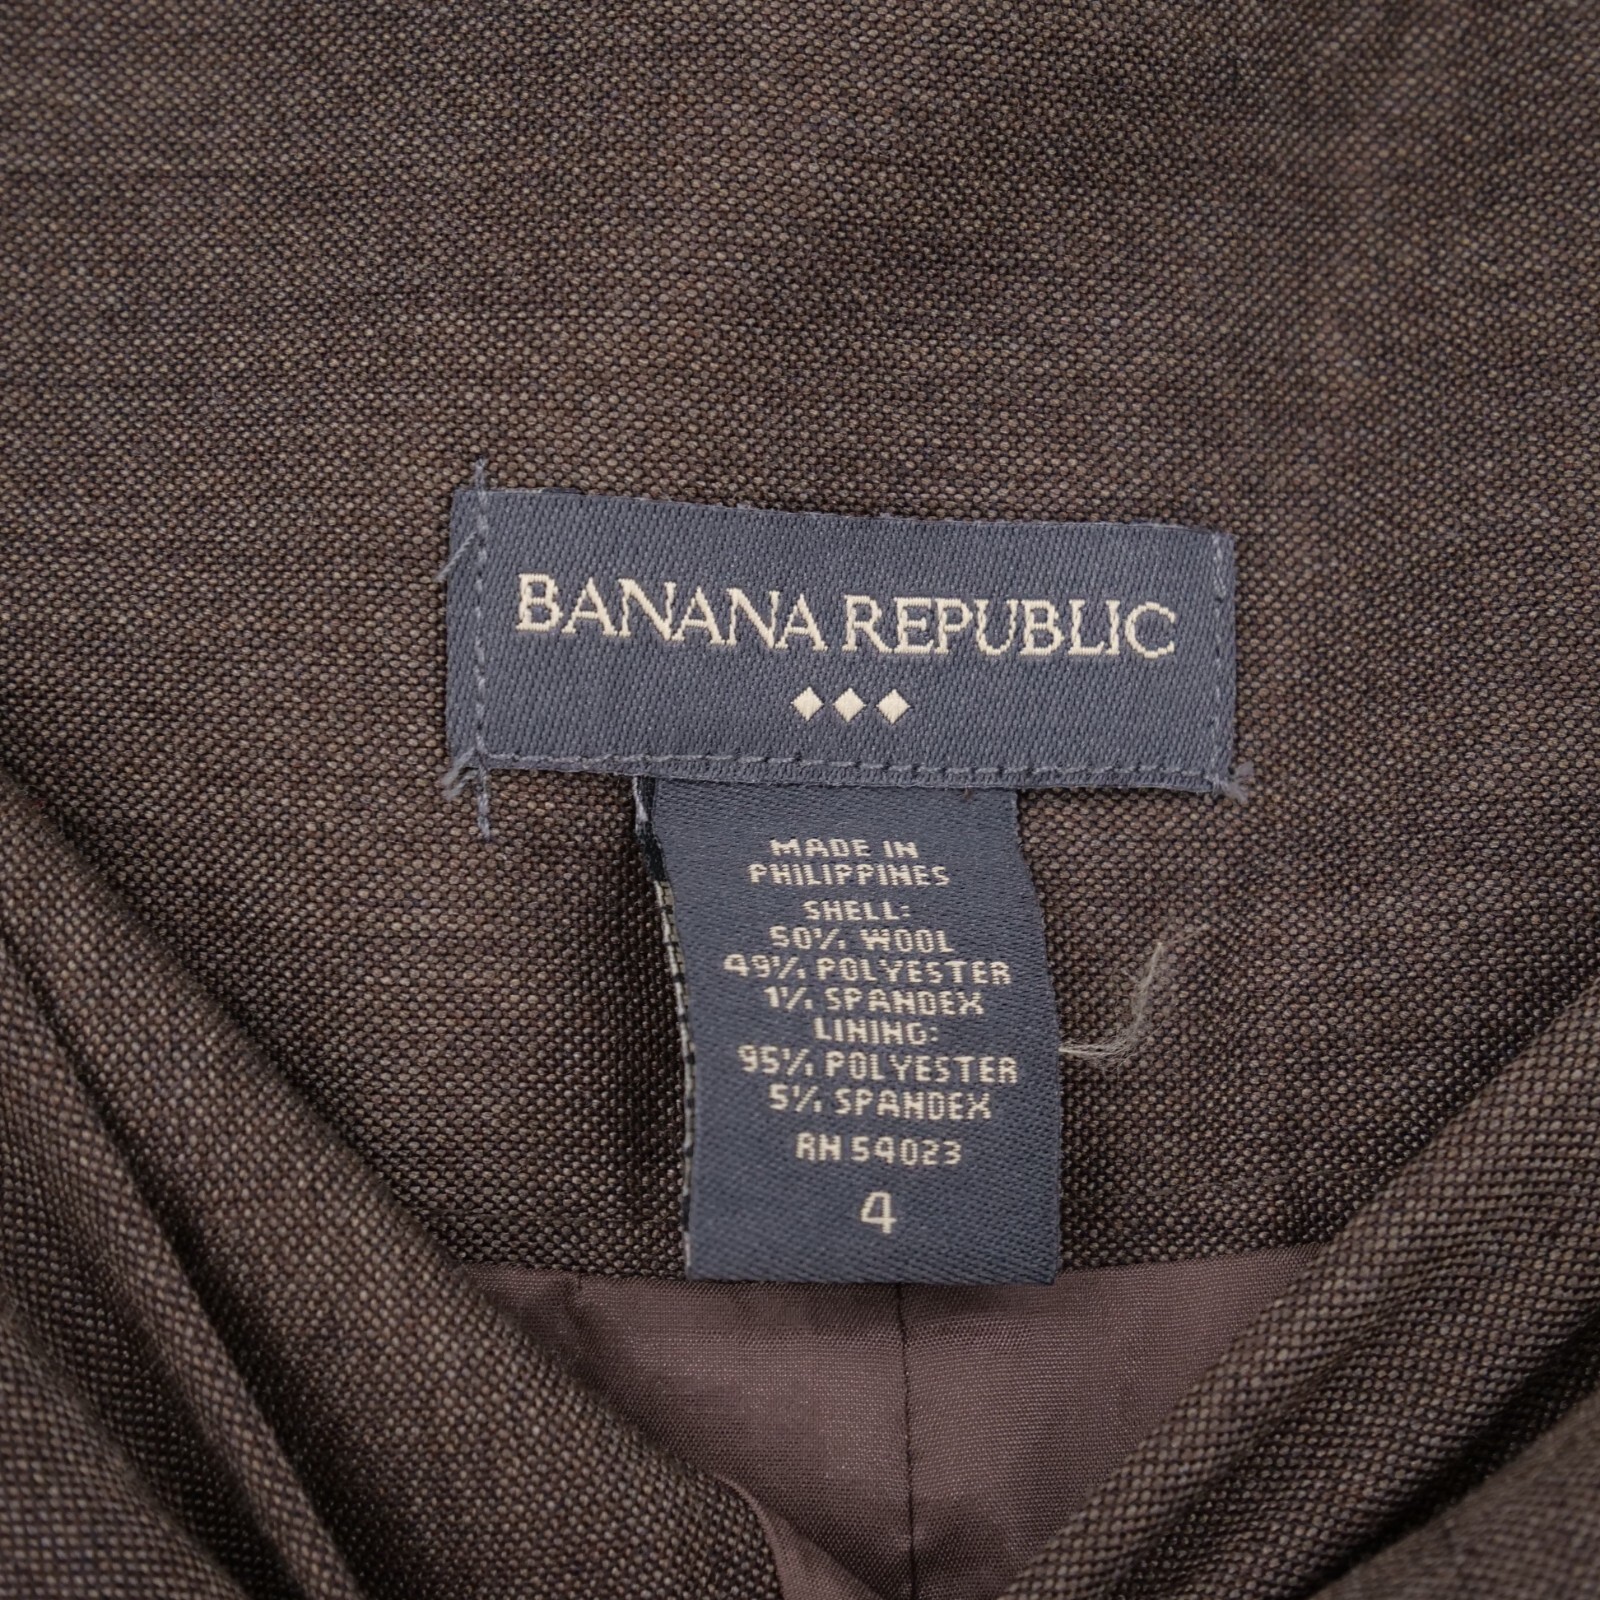 BANANA REPUBLIC
MADE IN
PHILIPPINES
SHELL:
50% WOOL
49% POLYESTER
1% SPANDEX
LINING:
95% POLYESTER
5% SPANDEX
RN 54023
4